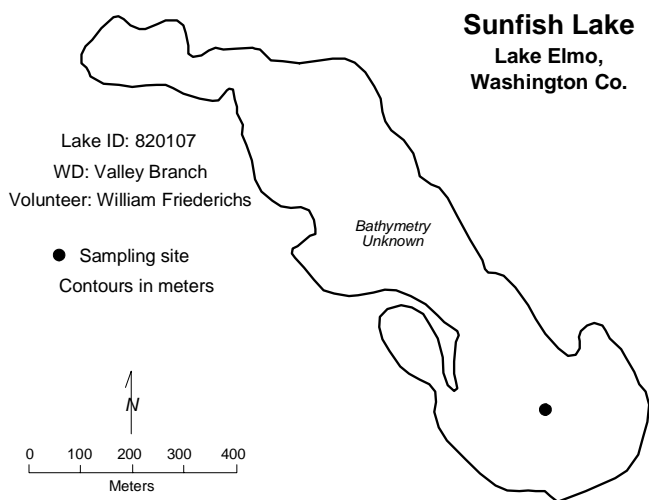 Sunfish Lake
Lake Elmo,
Washington Co.
Lake ID: 820107
WD: Valley Branch
Volunteer: William Friederichs
Bathymetry
Unknown
Sampling site
Contours in meters
N
0 100 200 300 400
Meters